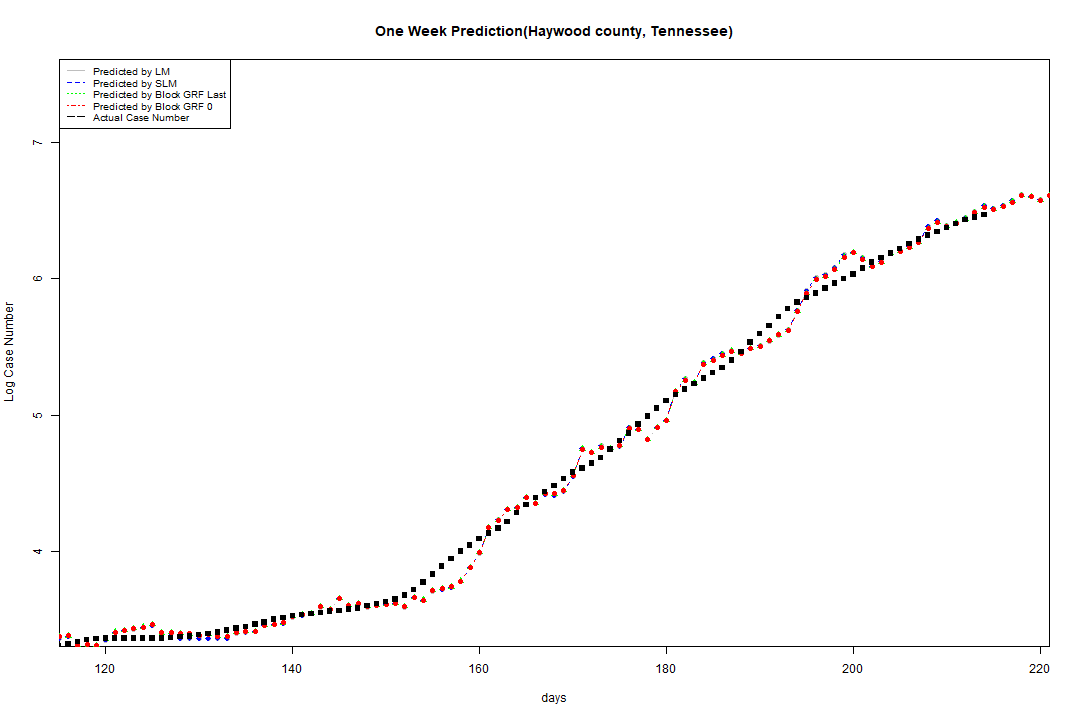 One Week Prediction(Haywood county, Tennessee)
Predicted by LM
Predicted by SLM
Predicted by Block GRF Last
Predicted by Block GRF 0
Actual Case Number
7
6
5
4
Log Case Number
120 140 160 180 200 220
days